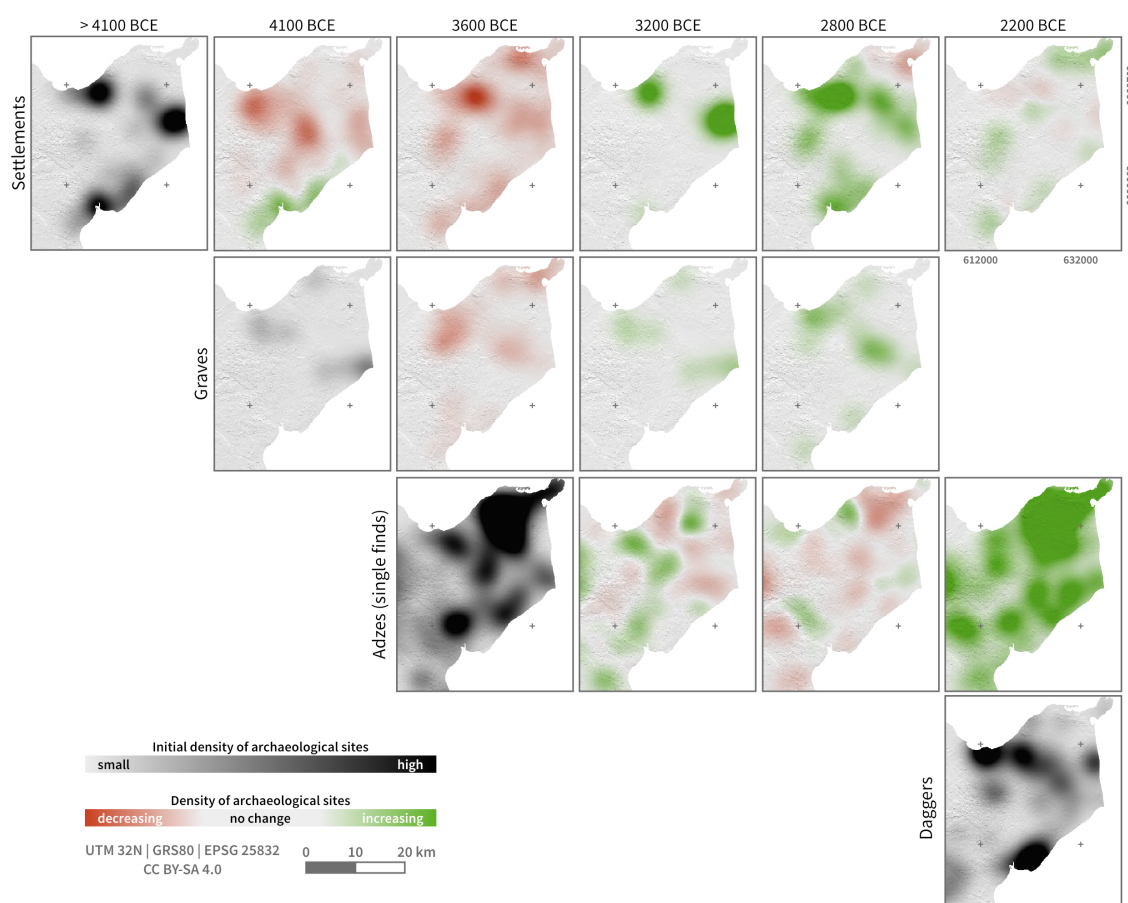 > 4100 BCE
4100 BCE
3600 BCE
3200 BCE
2800 BCE
2200 BCE
Settlements
612000
632000
Graves
Adzes (single finds)
Daggers
Initial density of archaeological sites
small
high
Density of archaeological sites
decreasing
no change
increasing
UTM 32N | GRS80 | EPSG 25832
CC BY-SA 4.0
0
10
20 km